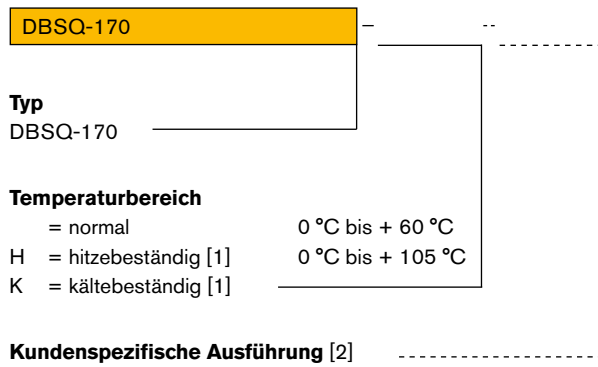 DBSQ-170 – --
Typ
DBSQ-170
Temperaturbereich
= normal 0 °C bis + 60 °C
H = hitzebeständig [1] 0 °C bis + 105 °C
K = kältebeständig [1]
Kundenspezifische Ausführung [2]